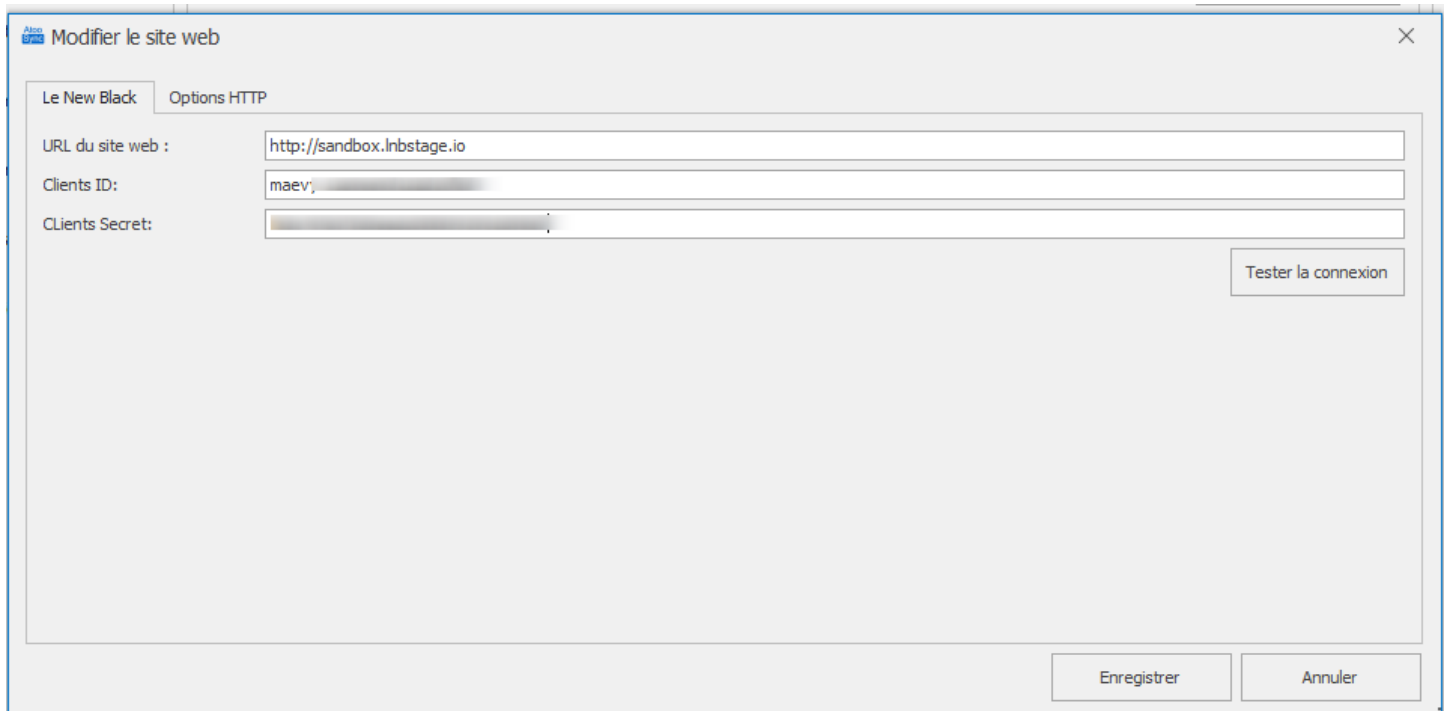 Modifier le site web
Le New Black Options HTTP
URL du site web : http://sandbox.lnbstage.io
Clients ID:
CLients Secret:
Tester la connexion
Enregistrer Annuler